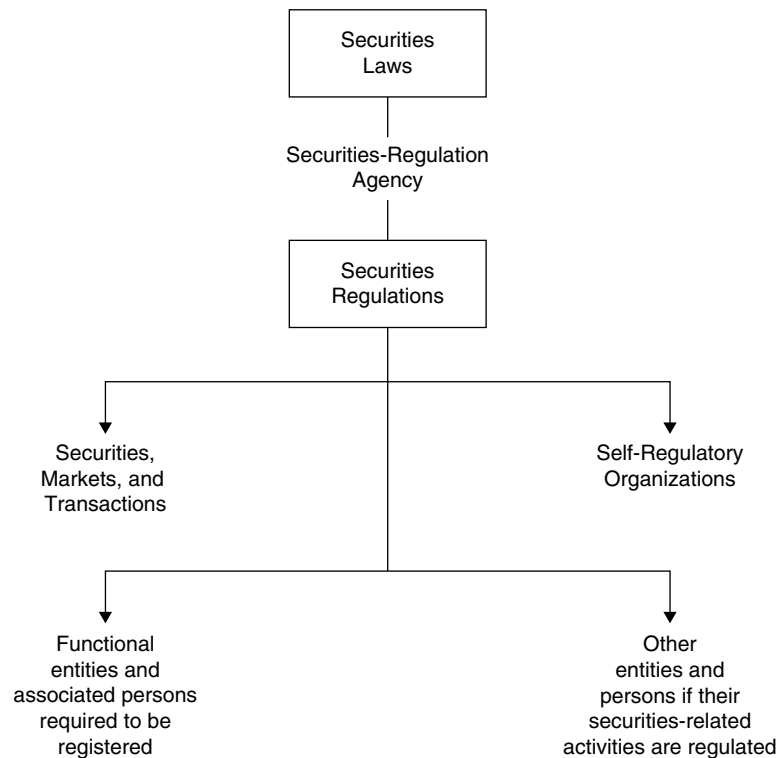 Securities
Laws
Securities-Regulation
Agency
Securities
Regulations
Securities,
Markets, and
Transactions
Self-Regulatory
Organizations
Functional
entities and
associated persons
required to be
registered
Other
entities and
persons if their
securities-related
activities are regulated